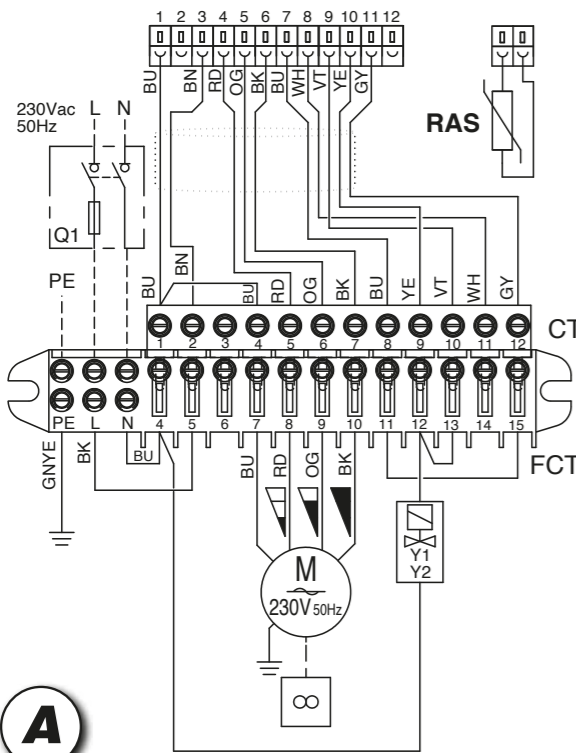 1 2 3 4 5 6 7 8 9 10 11 12
BU BN RD OG BK BU WH VT YE GY
RAS
230Vac
50Hz
L N
Q1
PE
BU BN BU RD OG BK BU YE VT WH GY
CT
1 2 3 4 5 6 7 8 9 10 11 12
PE L N 4 5 6 7 8 9 10 11 12 13 14 15
FCT
GNYE BK BU BU RD OG BK
Y1
Y2
M
230V 50Hz
8
A